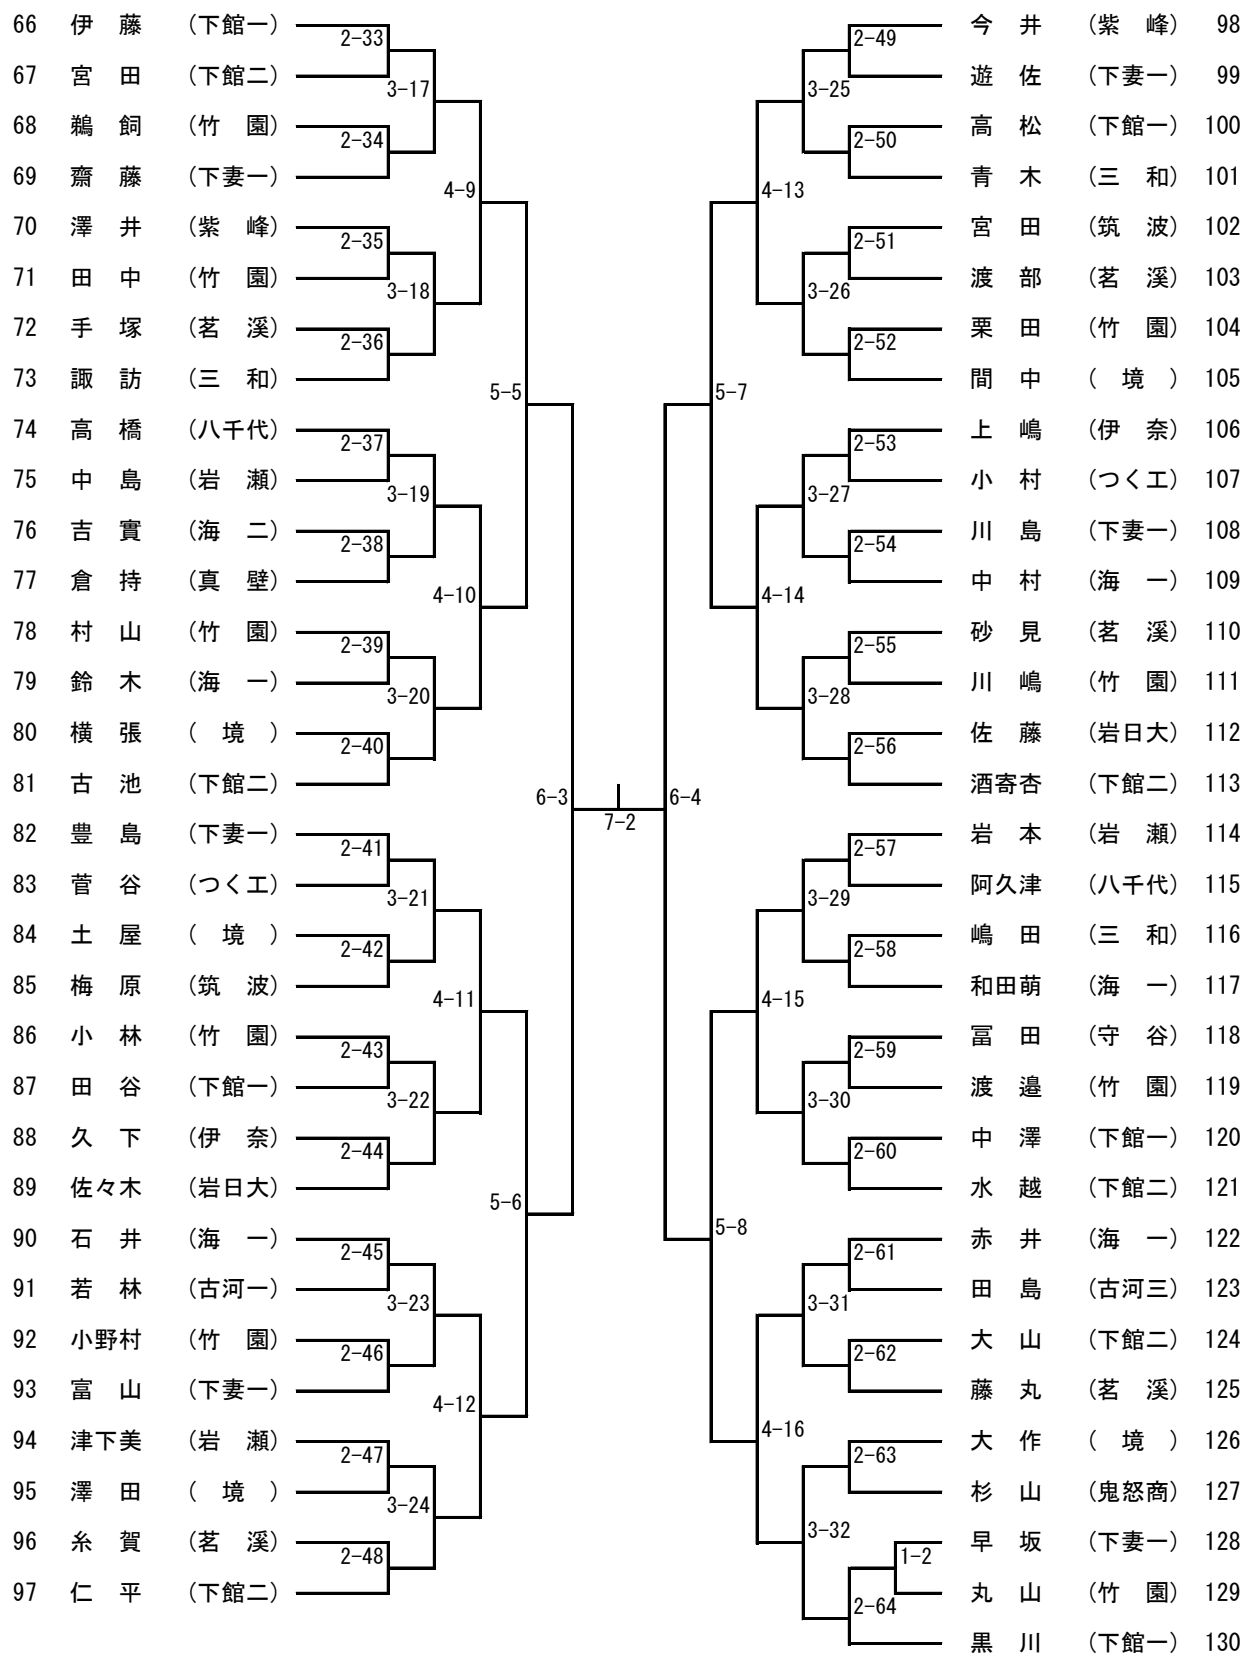 66 伊 藤 (下館一) 2-33 2-49 今 井 (紫 峰) 98
67 宮 田 (下館二) 3-17 3-25 遊 佐 (下妻一) 99
68 鵜 飼 (竹 園) 2-34 2-50 高 松 (下館一) 100
69 齋 藤 (下妻一) 4-9 4-13 青 木 (三 和) 101
70 澤 井 (紫 峰) 2-35 2-51 宮 田 (筑 波) 102
71 田 中 (竹 園) 3-18 3-26 渡 部 (茗 溪) 103
72 手 塚 (茗 溪) 2-36 2-52 栗 田 (竹 園) 104
73 諏 訪 (三 和) 5-5 5-7 間 中 ( 境 ) 105
74 高 橋 (八千代) 2-37 2-53 上 嶋 (伊 奈) 106
75 中 島 (岩 瀬) 3-19 3-27 小 村 (つく工) 107
76 吉 實 (海 二) 2-38 2-54 川 島 (下妻一) 108
77 倉 持 (真 壁) 4-10 4-14 中 村 (海 一) 109
78 村 山 (竹 園) 2-39 2-55 砂 見 (茗 溪) 110
79 鈴 木 (海 一) 3-20 3-28 川 嶋 (竹 園) 111
80 横 張 ( 境 ) 2-40 2-56 佐 藤 (岩日大) 112
81 古 池 (下館二) 6-3 7-2 6-4 酒寄杏 (下館二) 113
82 豊 島 (下妻一) 2-41 2-57 岩 本 (岩 瀬) 114
83 菅 谷 (つく工) 3-21 3-29 阿久津 (八千代) 115
84 土 屋 ( 境 ) 2-42 2-58 嶋 田 (三 和) 116
85 梅 原 (筑 波) 4-11 4-15 和田萌 (海 一) 117
86 小 林 (竹 園) 2-43 2-59 冨 田 (守 谷) 118
87 田 谷 (下館一) 3-22 3-30 渡 邉 (竹 園) 119
88 久 下 (伊 奈) 2-44 2-60 中 澤 (下館一) 120
89 佐々木 (岩日大) 5-6 水 越 (下館二) 121
90 石 井 (海 一) 2-45 5-8 2-61 赤 井 (海 一) 122
91 若 林 (古河一) 3-23 3-31 田 島 (古河三) 123
92 小野村 (竹 園) 2-46 2-62 大 山 (下館二) 124
93 富 山 (下妻一) 4-12 藤 丸 (茗 溪) 125
94 津下美 (岩 瀬) 2-47 4-16 2-63 大 作 ( 境 ) 126
95 澤 田 ( 境 ) 3-24 杉 山 (鬼怒商) 127
96 糸 賀 (茗 溪) 2-48 3-32 1-2 早 坂 (下妻一) 128
97 仁 平 (下館二) 2-64 丸 山 (竹 園) 129
黒 川 (下館一) 130